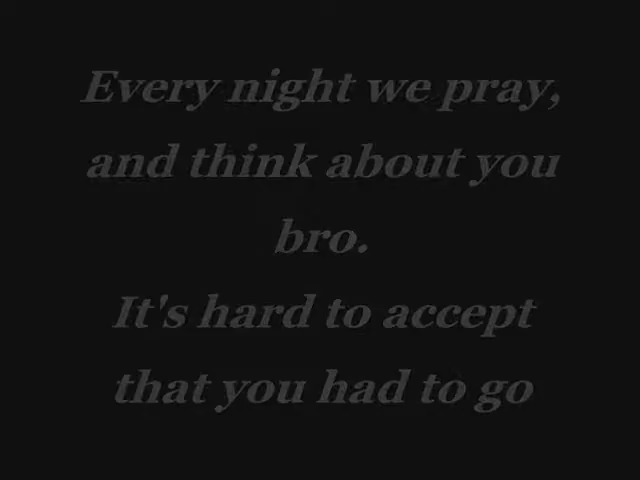 Every night we pray,
and think about you
bro.
It's hard to accept
that you had to go